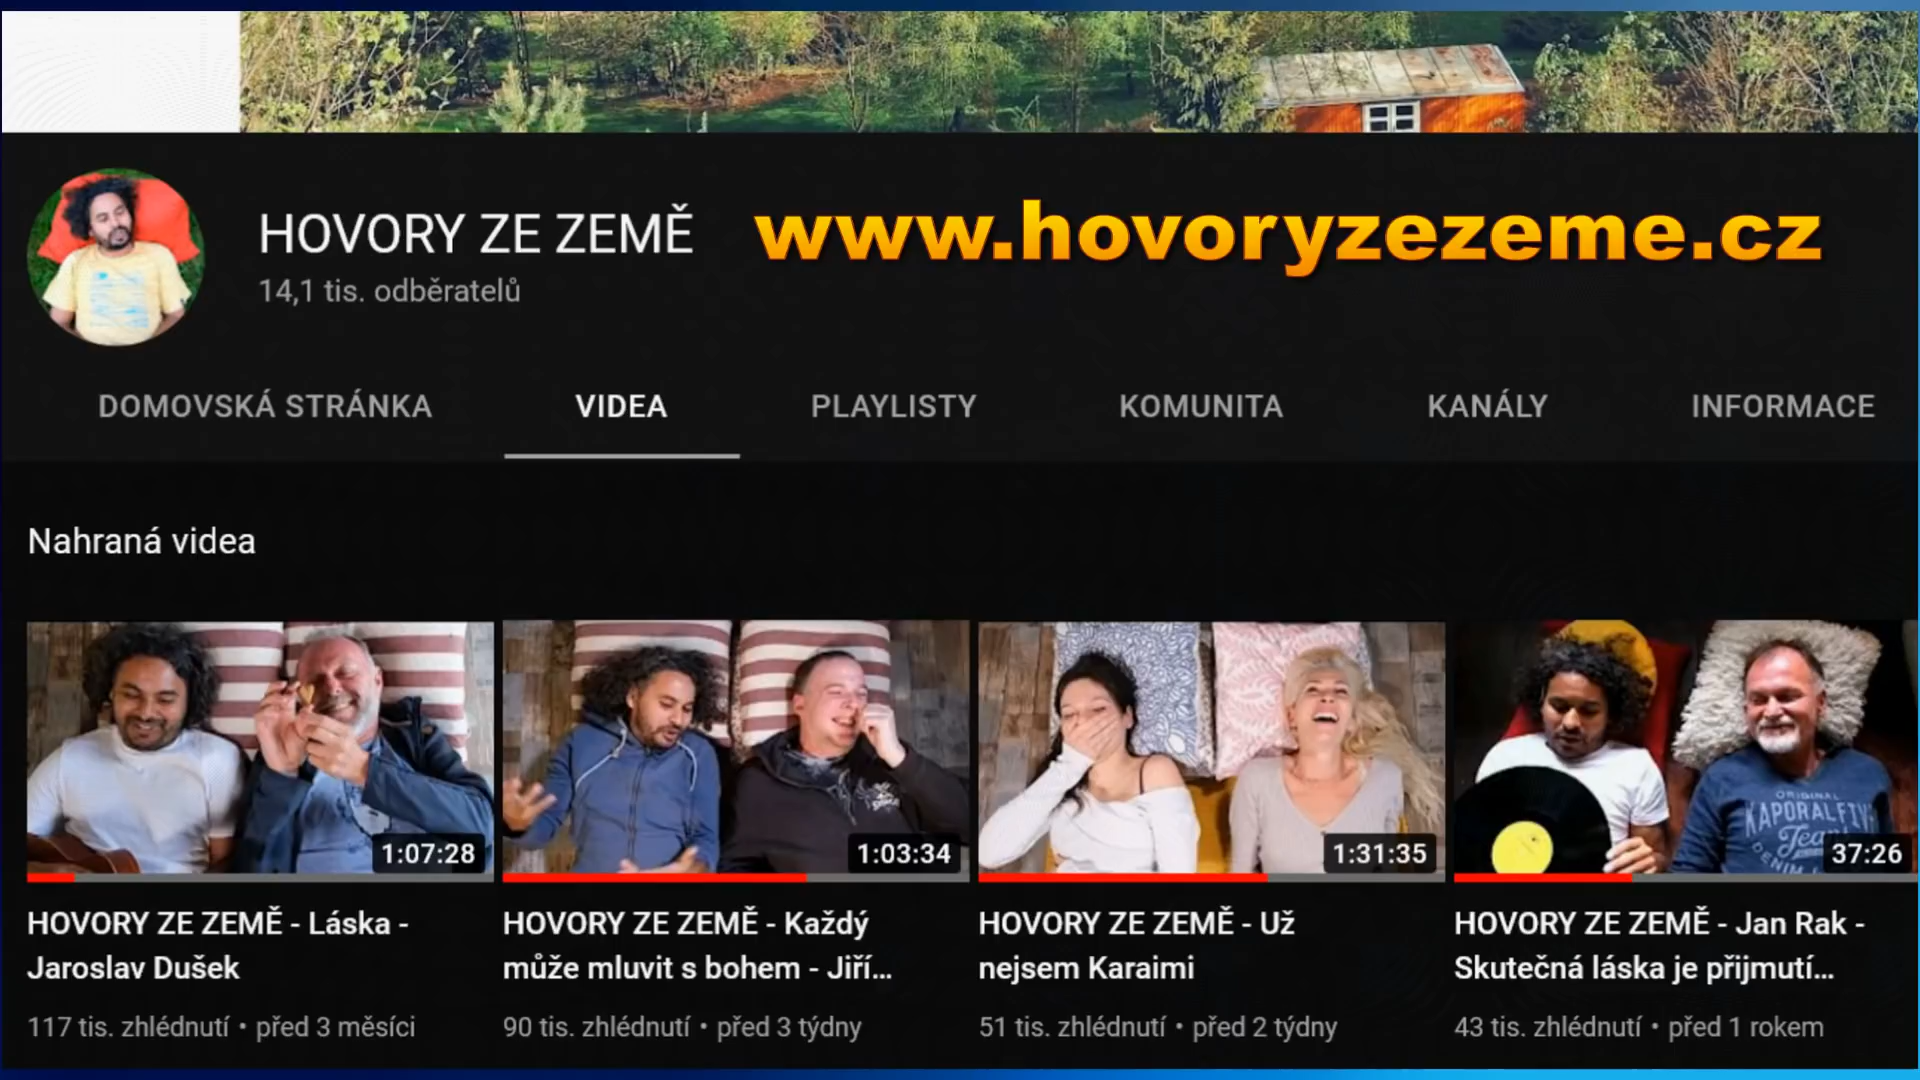 HOVORY ZE ZEMĚ
www.hovoryzezeme.cz
14,1 tis. odběratelů
DOMOVSKÁ STRÁNKA VIDEA PLAYLISTY KOMUNITA KANÁLY INFORMACE
Nahraná videa
ORIGINAL
KAPORALFIV
Tea
DENIM
1:07:28
1:03:34
1:31:35
37:26
HOVORY ZE ZEMĚ - Láska -
Jaroslav Dušek
117 tis. zhlédnutí • před 3 měsíci
HOVORY ZE ZEMĚ - Každý
může mluvit s bohem - Jiří...
90 tis. zhlédnutí • před 3 týdny
HOVORY ZE ZEMĚ - Už
nejsem Karaimi
51 tis. zhlédnutí • před 2 týdny
HOVORY ZE ZEMĚ - Jan Rak -
Skutečná láska je přijmutí...
43 tis. zhlédnutí • před 1 rokem